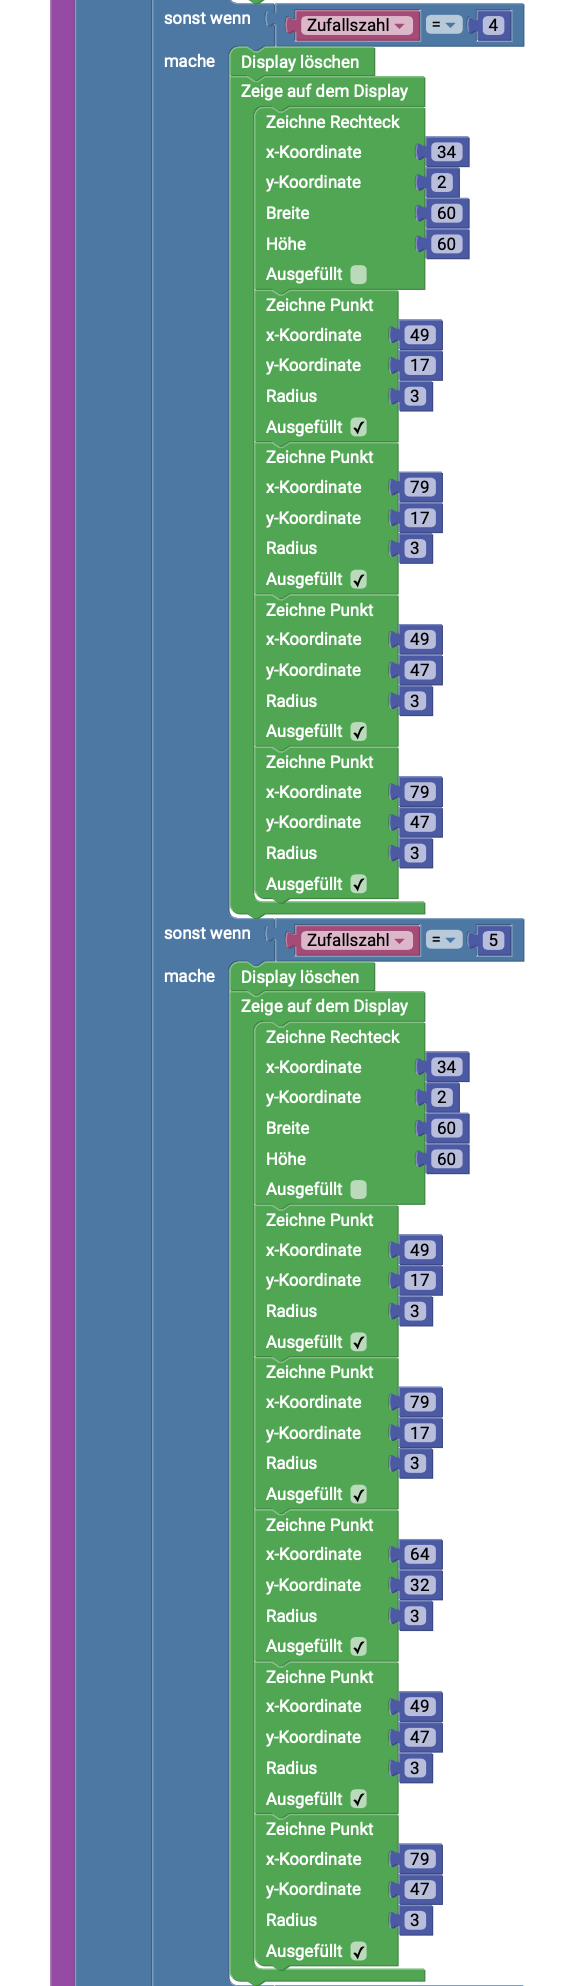 sonst wenn Zufallszahl = 4
mache Display löschen
Zeige auf dem Display
Zeichne Rechteck
x-Koordinate 34
y-Koordinate 2
Breite 60
Höhe 60
Ausgefüllt
Zeichne Punkt
x-Koordinate 49
y-Koordinate 17
Radius 3
Ausgefüllt ✓
Zeichne Punkt
x-Koordinate 79
y-Koordinate 17
Radius 3
Ausgefüllt ✓
Zeichne Punkt
x-Koordinate 49
y-Koordinate 47
Radius 3
Ausgefüllt ✓
Zeichne Punkt
x-Koordinate 79
y-Koordinate 47
Radius 3
Ausgefüllt ✓
sonst wenn Zufallszahl = 5
mache Display löschen
Zeige auf dem Display
Zeichne Rechteck
x-Koordinate 34
y-Koordinate 2
Breite 60
Höhe 60
Ausgefüllt
Zeichne Punkt
x-Koordinate 49
y-Koordinate 17
Radius 3
Ausgefüllt ✓
Zeichne Punkt
x-Koordinate 79
y-Koordinate 17
Radius 3
Ausgefüllt ✓
Zeichne Punkt
x-Koordinate 64
y-Koordinate 32
Radius 3
Ausgefüllt ✓
Zeichne Punkt
x-Koordinate 49
y-Koordinate 47
Radius 3
Ausgefüllt ✓
Zeichne Punkt
x-Koordinate 79
y-Koordinate 47
Radius 3
Ausgefüllt ✓